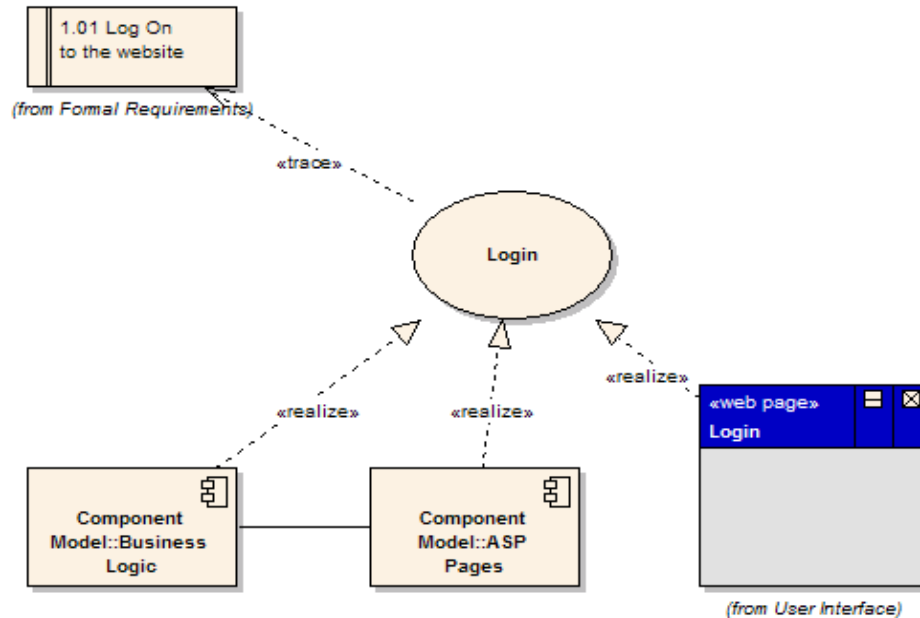 1.01 Log On
to the website
(from Formal Requirements)
«trace»
Login
«realize»
«realize»
«realize»
«web page»
Login
Component
Model::Business
Logic
Component
Model::ASP
Pages
(from User Interface)